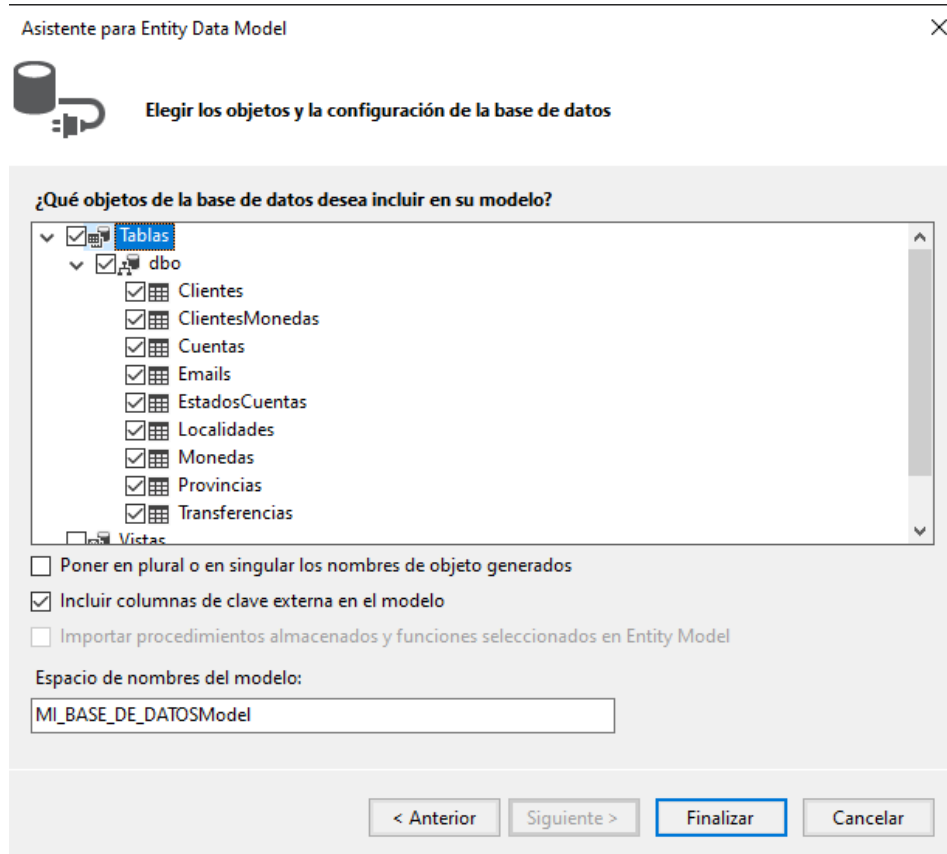 Asistente para Entity Data Model
Elegir los objetos y la configuración de la base de datos
¿Qué objetos de la base de datos desea incluir en su modelo?
Tablas
dbo
Clientes
ClientesMonedas
Cuentas
Emails
EstadosCuentas
Localidades
Monedas
Provincias
Transferencias
Vistas
Poner en plural o en singular los nombres de objeto generados
Incluir columnas de clave externa en el modelo
Importar procedimientos almacenados y funciones seleccionados en Entity Model
Espacio de nombres del modelo:
MI_BASE_DE_DATOSModel
< Anterior Siguiente > Finalizar Cancelar